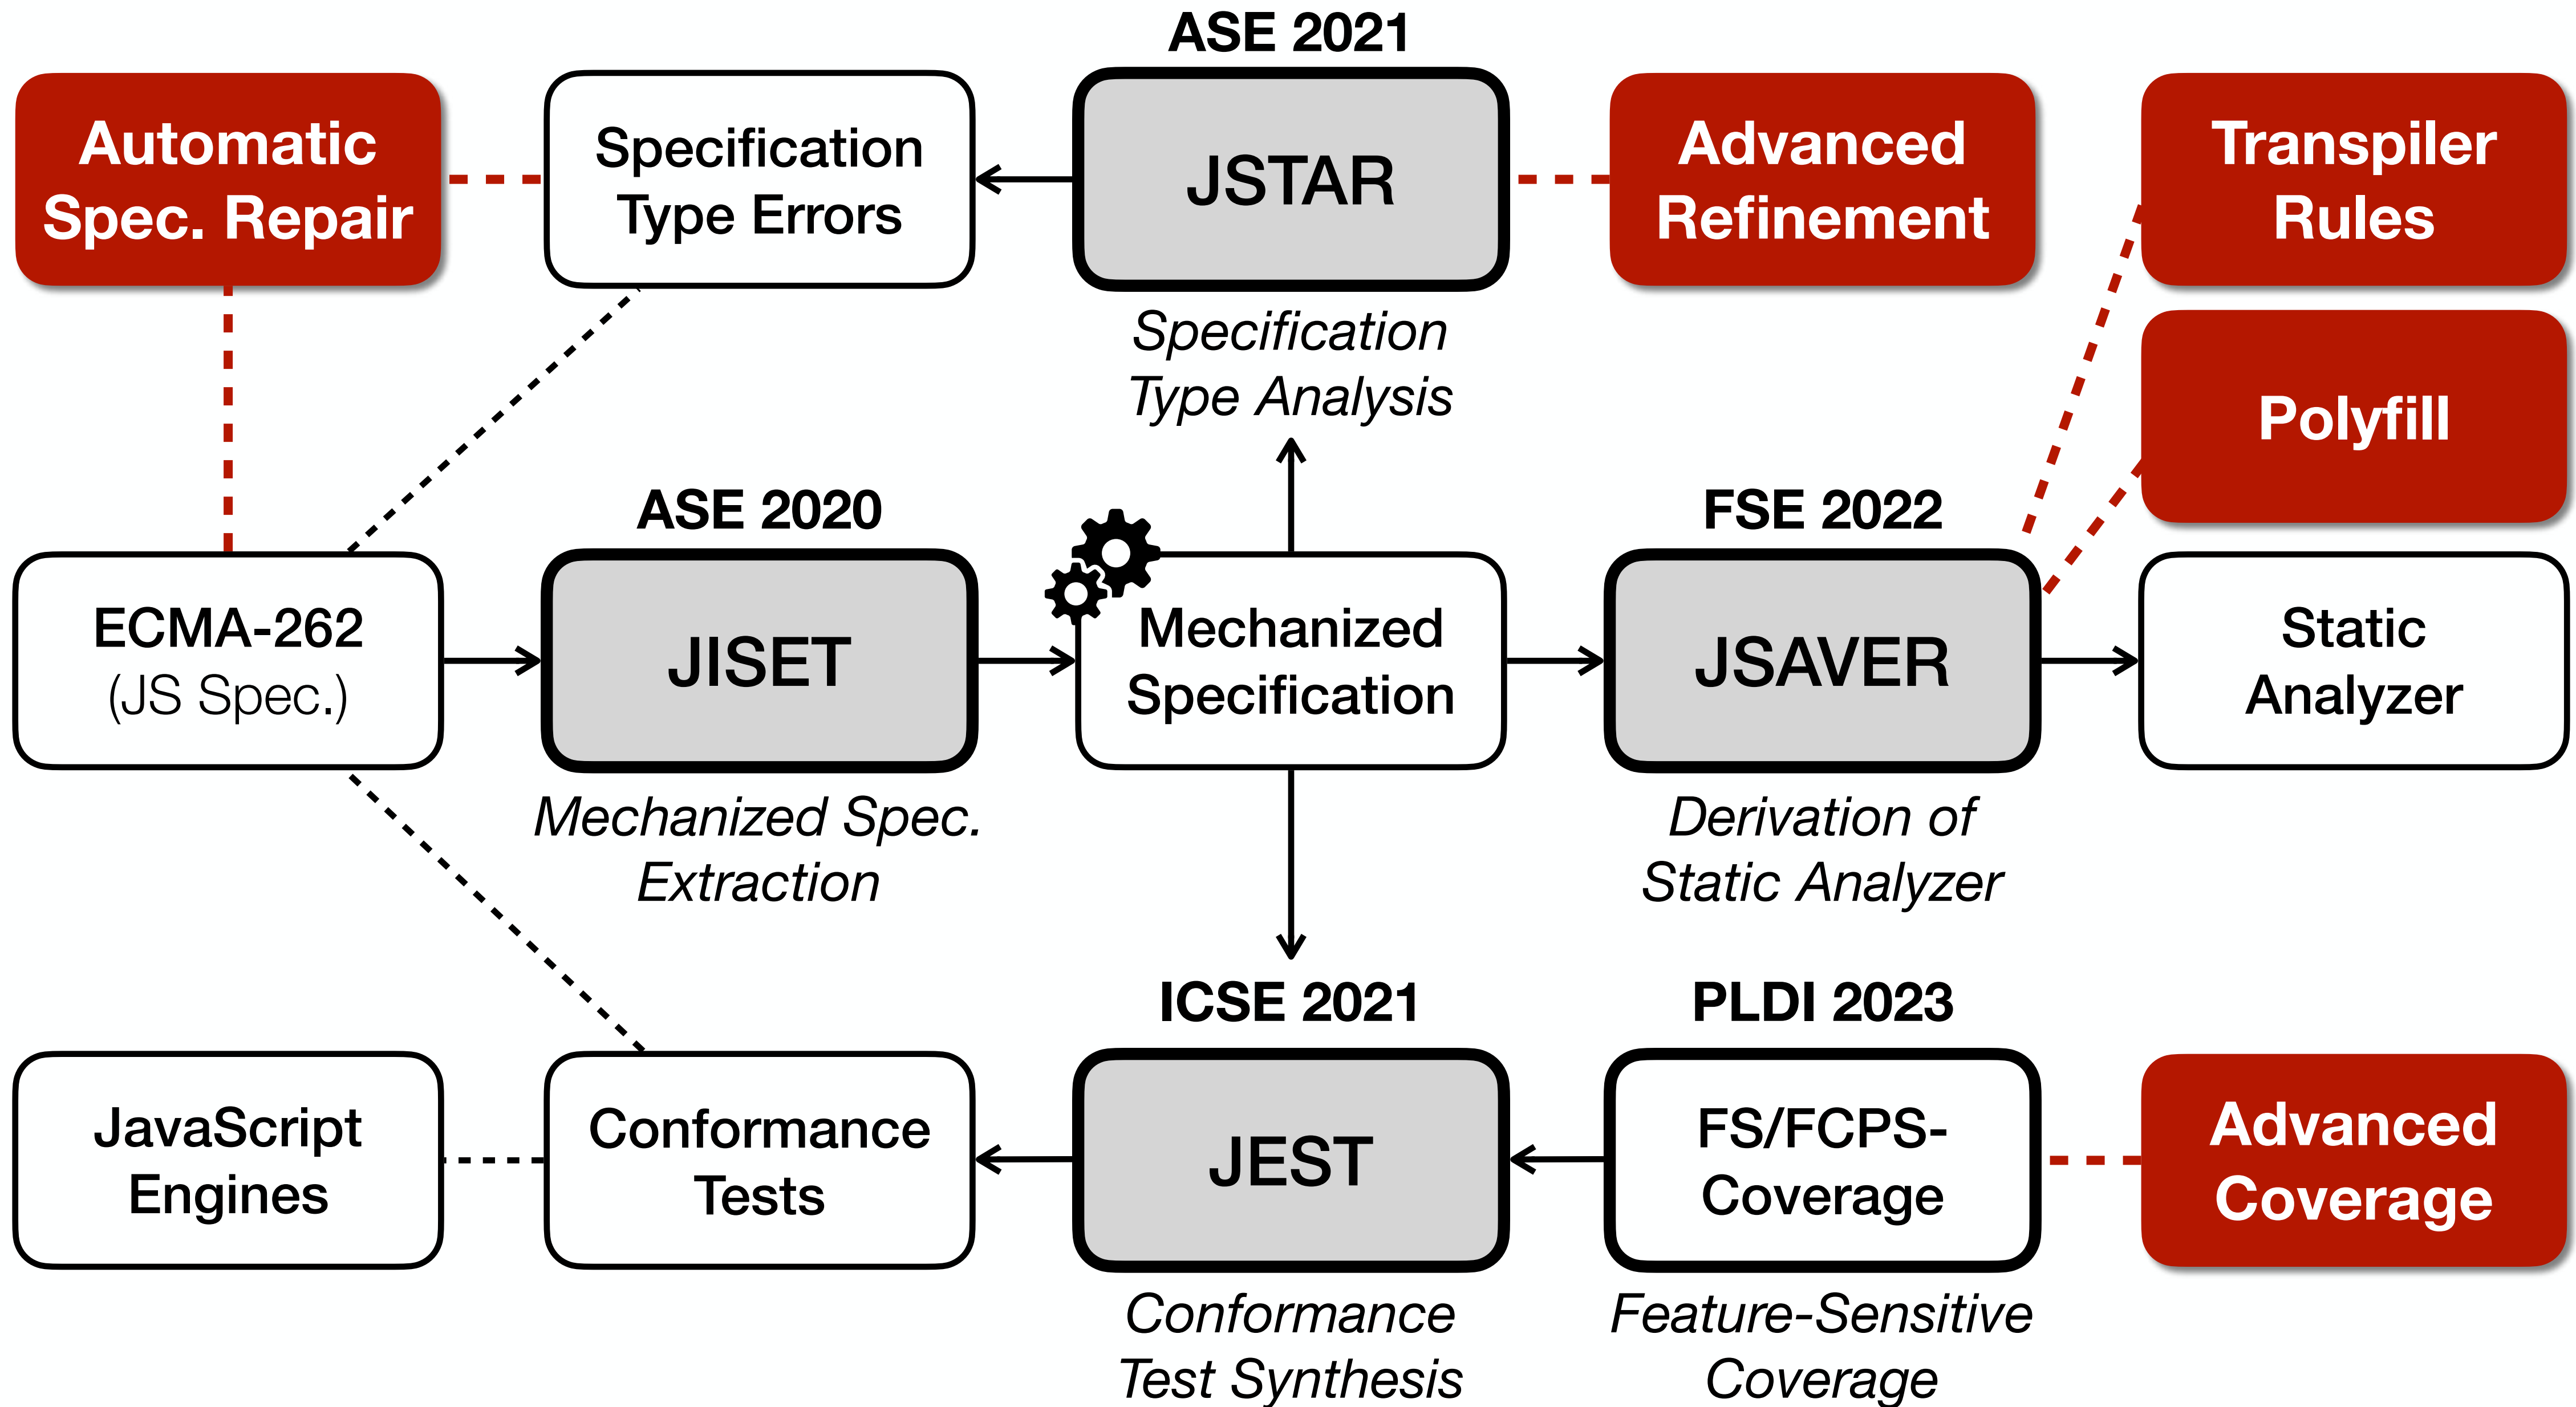 ASE 2021
Automatic
Spec. Repair
Specification
Type Errors
JSTAR
Advanced
Refinement
Transpiler
Rules
Specification
Type Analysis
Polyfill
ASE 2020
FSE 2022
ECMA-262
(JS Spec.)
JISET
Mechanized
Specification
JSAVER
Static
Analyzer
Mechanized Spec.
Extraction
Derivation of
Static Analyzer
ICSE 2021
PLDI 2023
JavaScript
Engines
Conformance
Tests
JEST
FS/FCPS-
Coverage
Advanced
Coverage
Conformance
Test Synthesis
Feature-Sensitive
Coverage